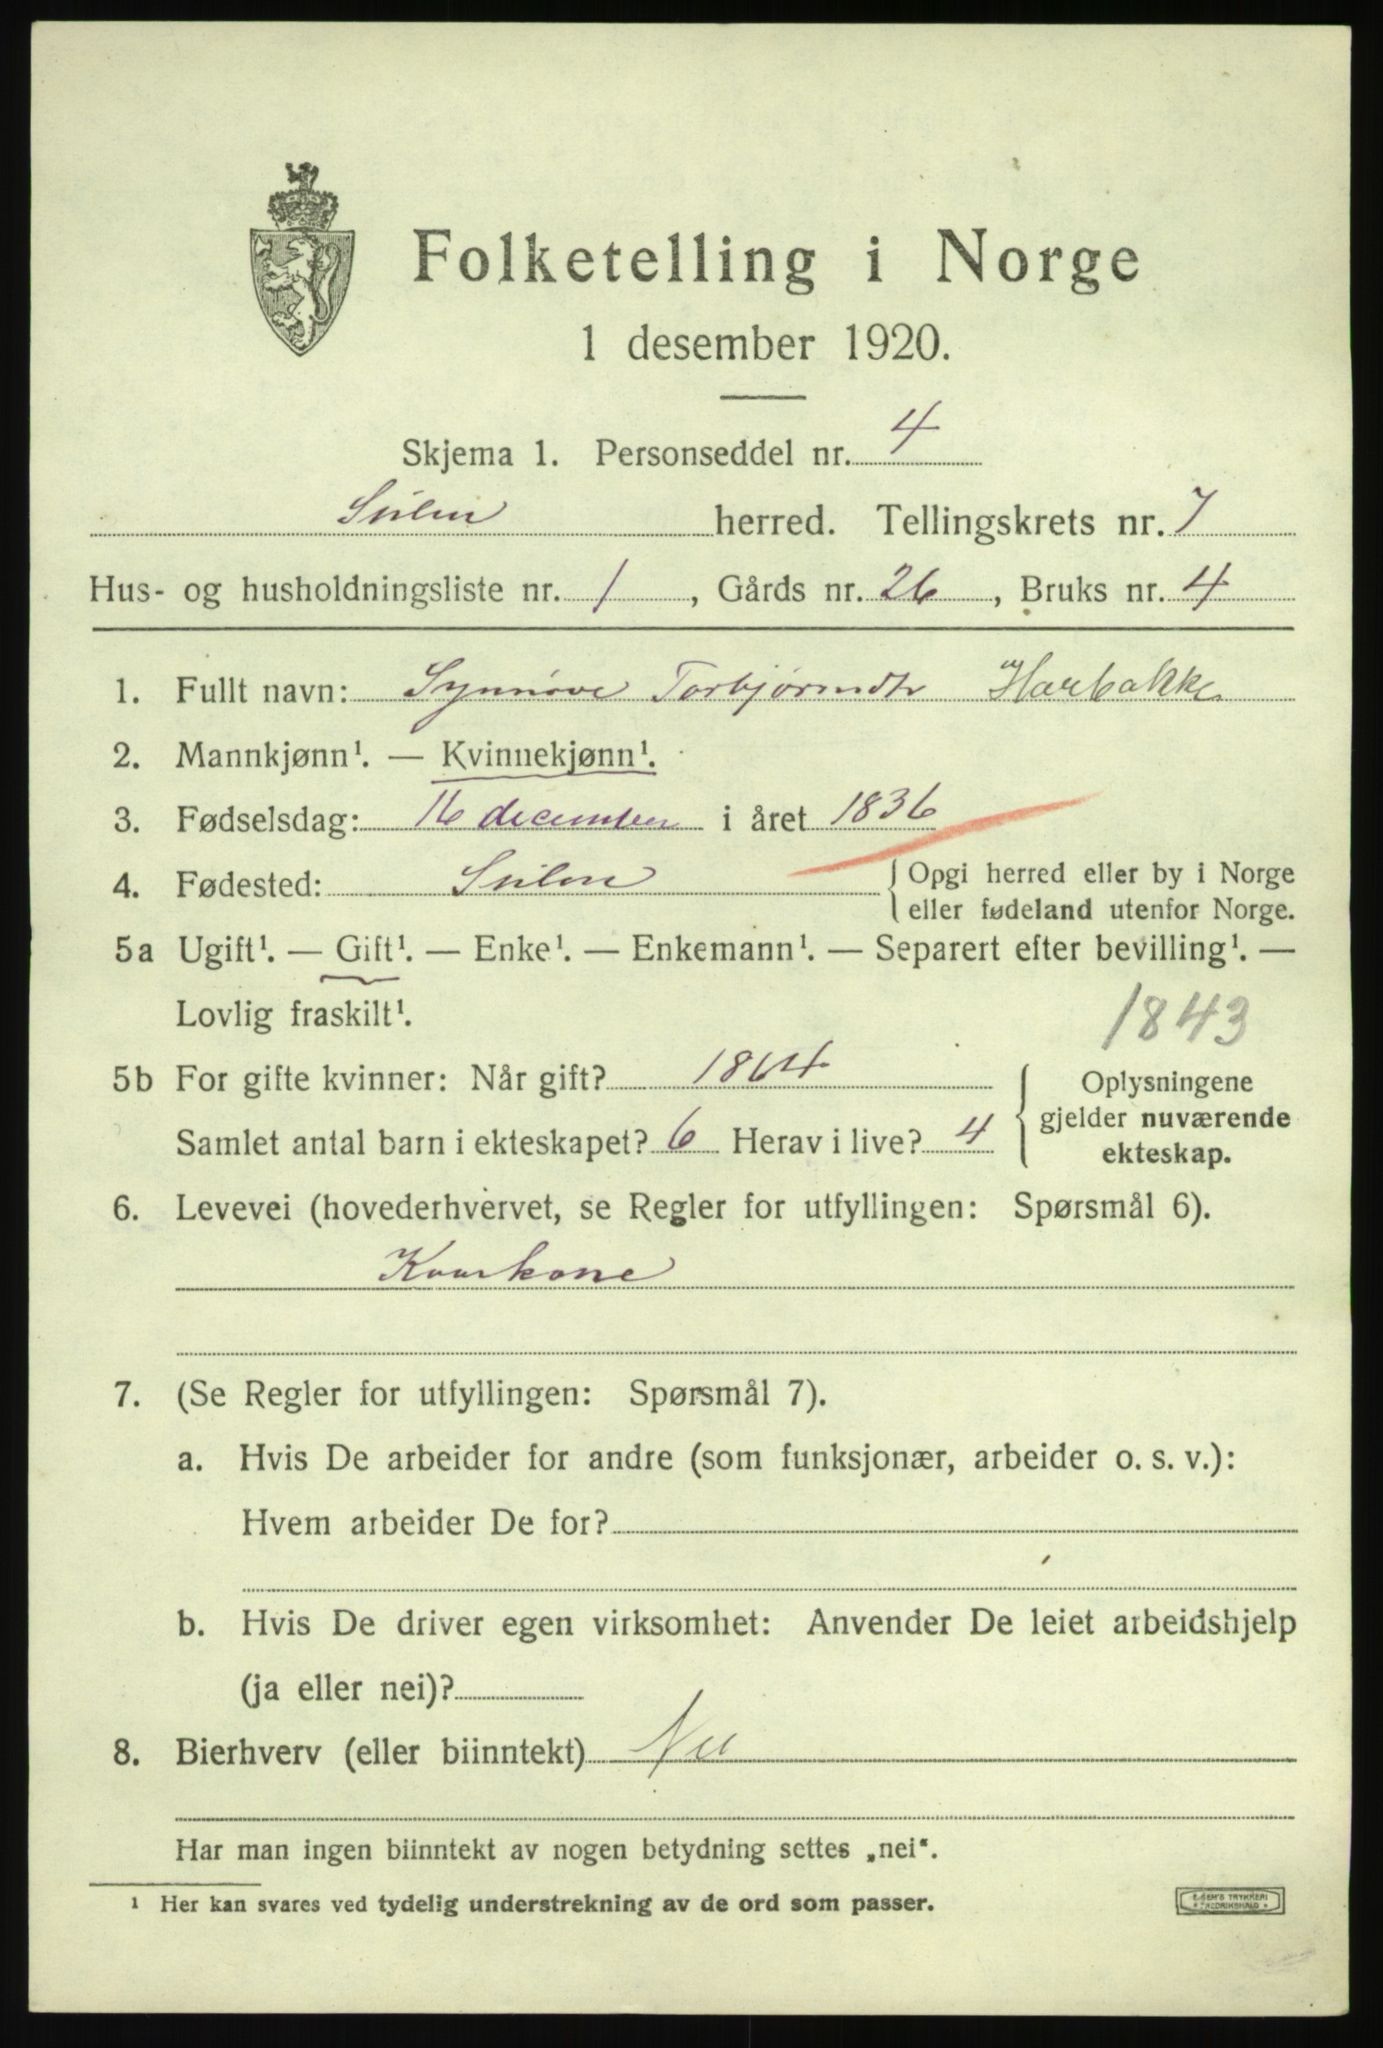 Folketelling i Norge
1 desember 1920.
Skjema 1. Personseddel nr. 4
herred. Tellingskrets nr. 7
Hus- og husholdningsliste nr. 1, Gårds nr. 26, Bruks nr. 4
1. Fullt navn: Synnøve Torbjørnsdtr Harbakke
2. Mannkjønn¹. — Kvinnekjønn¹.
3. Fødselsdag: 16 december i året 1836
4. Fødested: { Opgi herred eller by i Norge
eller fødeland utenfor Norge.
5a Ugift¹. — Gift¹. — Enke¹. — Enkemann¹. — Separert efter bevilling¹. —
Lovlig fraskilt¹.
1843
5b For gifte kvinner: Når gift? 1864
Samlet antal barn i ekteskapet? 6 Herav i live? 4
{ Oplysningene
gjelder nuværende
ekteskap.
6. Levevei (hovederhvervet, se Regler for utfyllingen: Spørsmål 6).
Kaarkone
7. (Se Regler for utfyllingen: Spørsmål 7).
a. Hvis De arbeider for andre (som funksjonær, arbeider o. s. v.):
Hvem arbeider De for?
b. Hvis De driver egen virksomhet: Anvender De leiet arbeidshjelp
(ja eller nei)?
8. Bierhverv (eller biinntekt) Nei
Har man ingen biinntekt av nogen betydning settes „nei“.
¹ Her kan svares ved tydelig understrekning av de ord som passer.